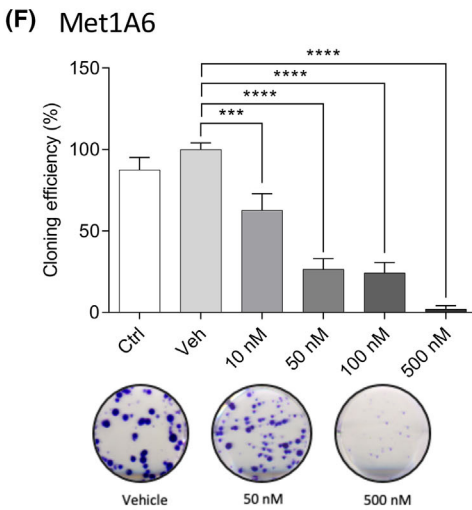 (F) Met1A6
****
****
****
***
Cloning efficiency (%)
150
100
50
0
Ctrl
Veh
10 nM
50 nM
100 nM
500 nM
Vehicle
50 nM
500 nM